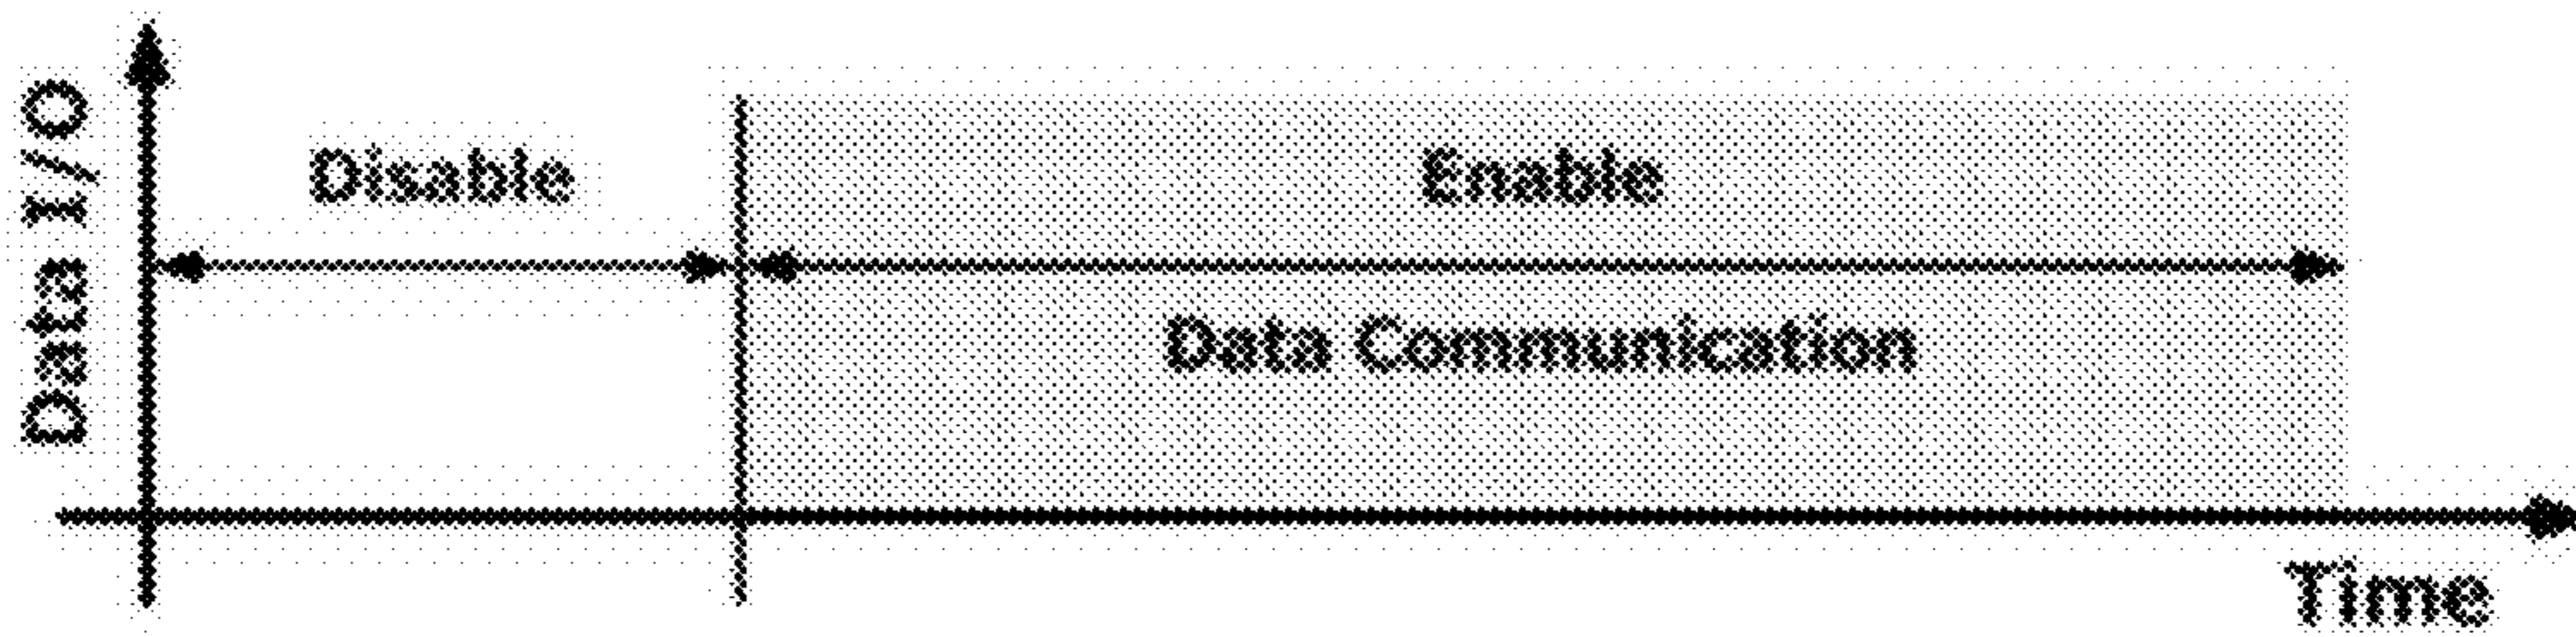 Data I/O
Disable
Enable
Data Communication
Time